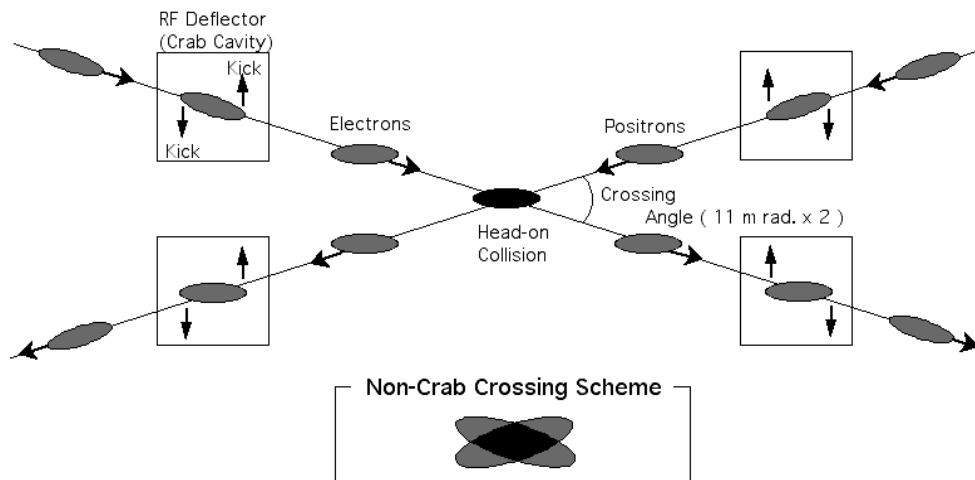 RF Deflector
(Crab Cavity)
Kick
Kick
Electrons
Positrons
Crossing
Angle ( 11 m rad. x 2 )
Head-on
Collision
Non-Crab Crossing Scheme